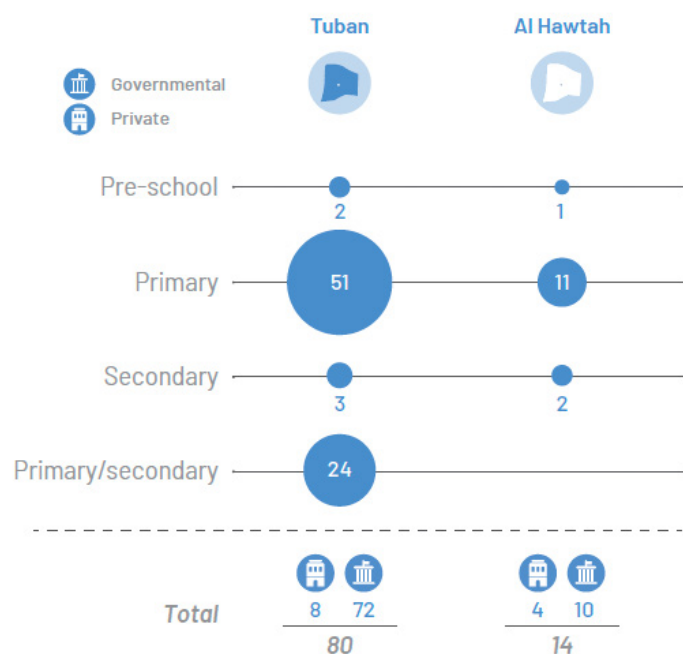 Tuban Al Hawtah
Governmental
Private
Pre-school
2 1
Primary 51 11
Secondary
3 2
Primary/secondary 24
Total 8 72 4 10
80 14